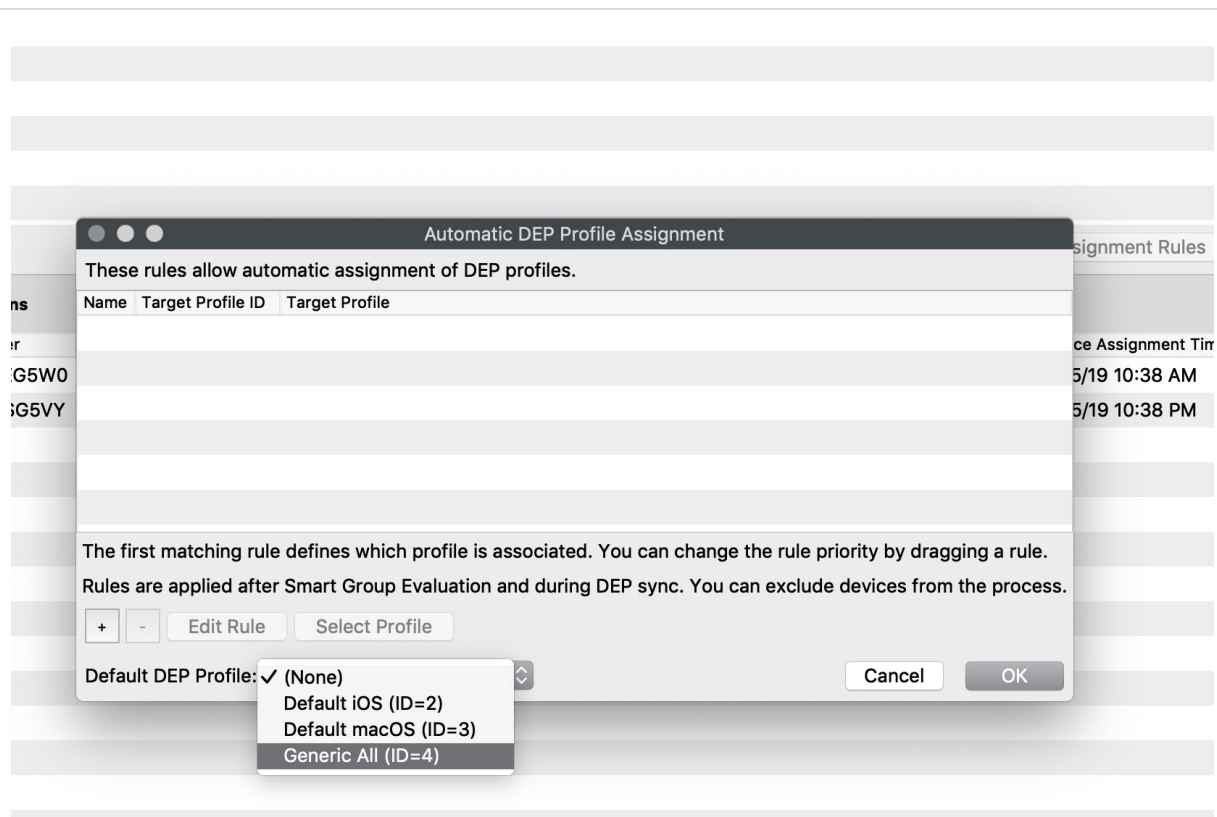 Automatic DEP Profile Assignment
signment Rules
These rules allow automatic assignment of DEP profiles.
ns
Name Target Profile ID Target Profile
er
ce Assignment Tim
G5W0
5/19 10:38 AM
SG5VY
5/19 10:38 PM
The first matching rule defines which profile is associated. You can change the rule priority by dragging a rule.
Rules are applied after Smart Group Evaluation and during DEP sync. You can exclude devices from the process.
+ - Edit Rule Select Profile
Default DEP Profile: ✓ (None)
Cancel OK
Default iOS (ID=2)
Default macOS (ID=3)
Generic All (ID=4)